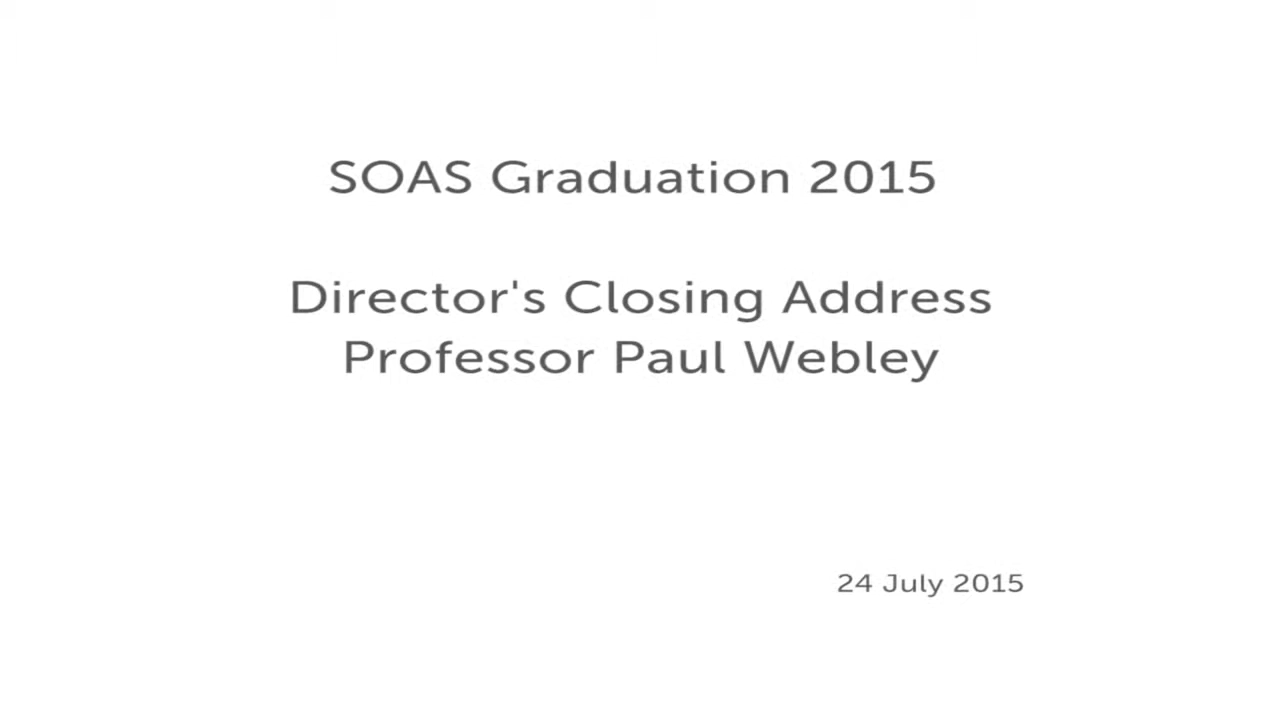 SOAS Graduation 2015
Director's Closing Address
Professor Paul Webley
24 July 2015